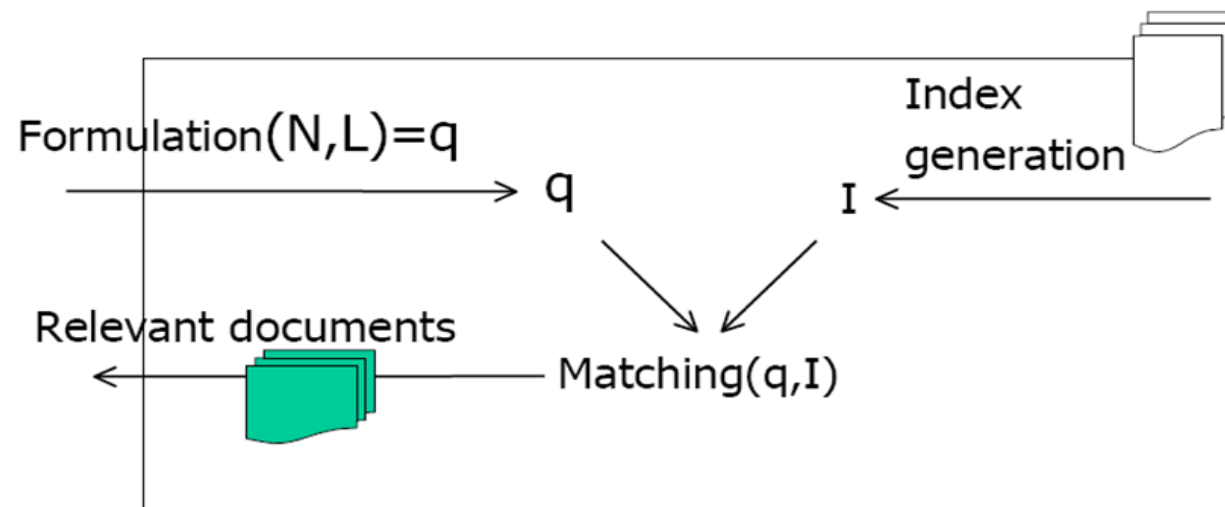 Formulation(N,L)=q
q
Index
generation
I
Relevant documents
Matching(q,I)